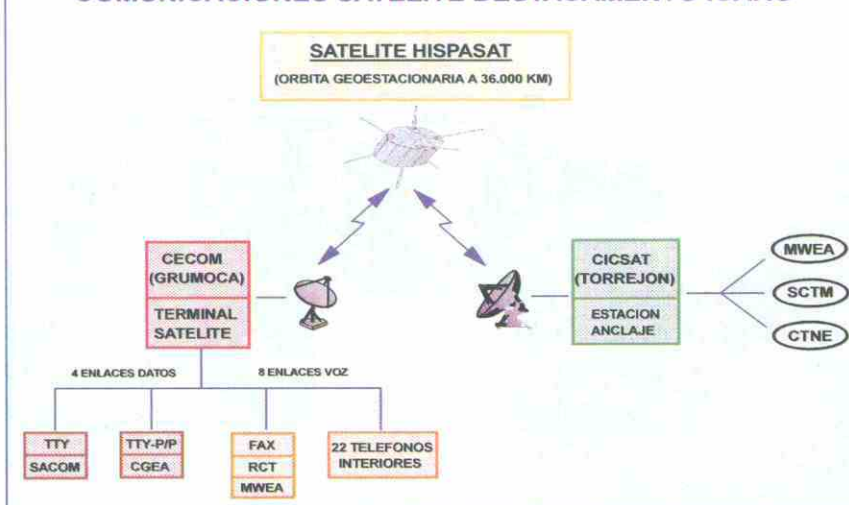 SATELITE HISPASAT
(ORBITA GEOESTACIONARIA A 36.000 KM)
CECOM
(GRUMOCA)
TERMINAL
SATELITE
CICSAT
(TORREJON)
ESTACION
ANCLAJE
MWEA
SCTM
CTNE
4 ENLACES DATOS
8 ENLACES VOZ
TTY
SACOM
TTY-P/P
CGEA
FAX
RCT
MWEA
22 TELEFONOS
INTERIORES